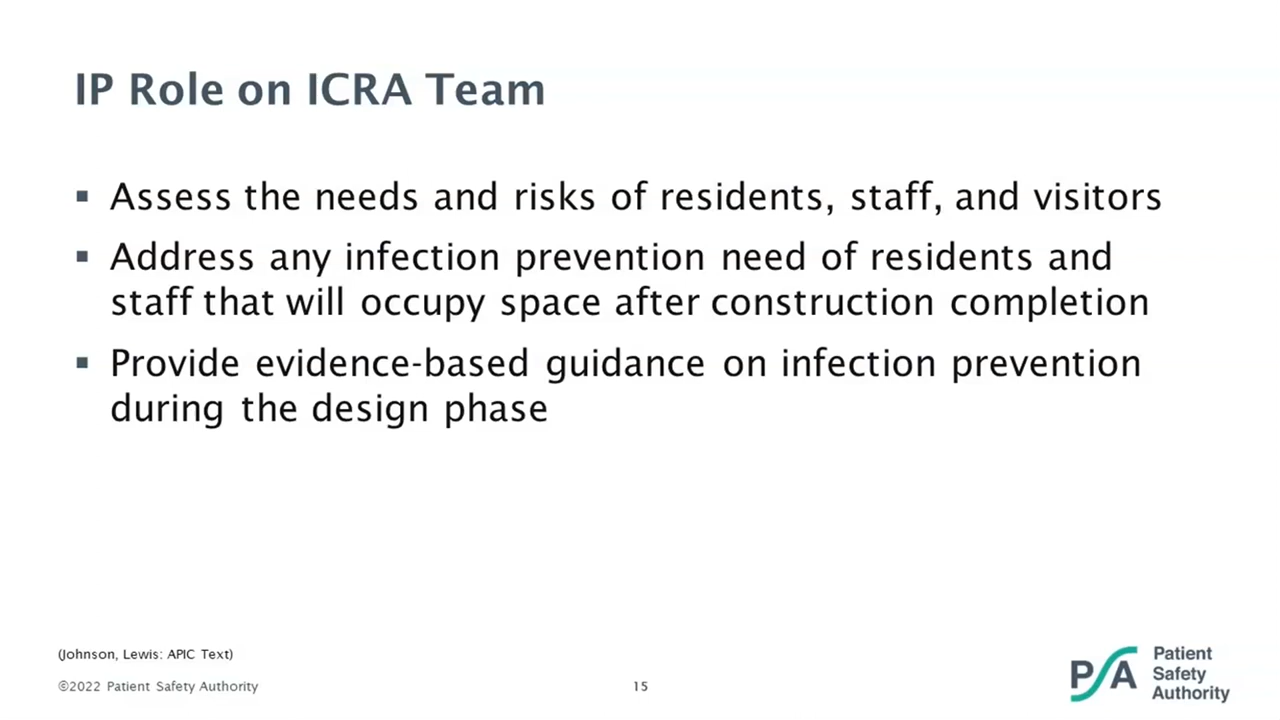 IP Role on ICRA Team
▪ Assess the needs and risks of residents, staff, and visitors
▪ Address any infection prevention need of residents and
staff that will occupy space after construction completion
▪ Provide evidence-based guidance on infection prevention
during the design phase
(Johnson, Lewis: APIC Text)
©2022 Patient Safety Authority
15
PSA
Patient
Safety
Authority